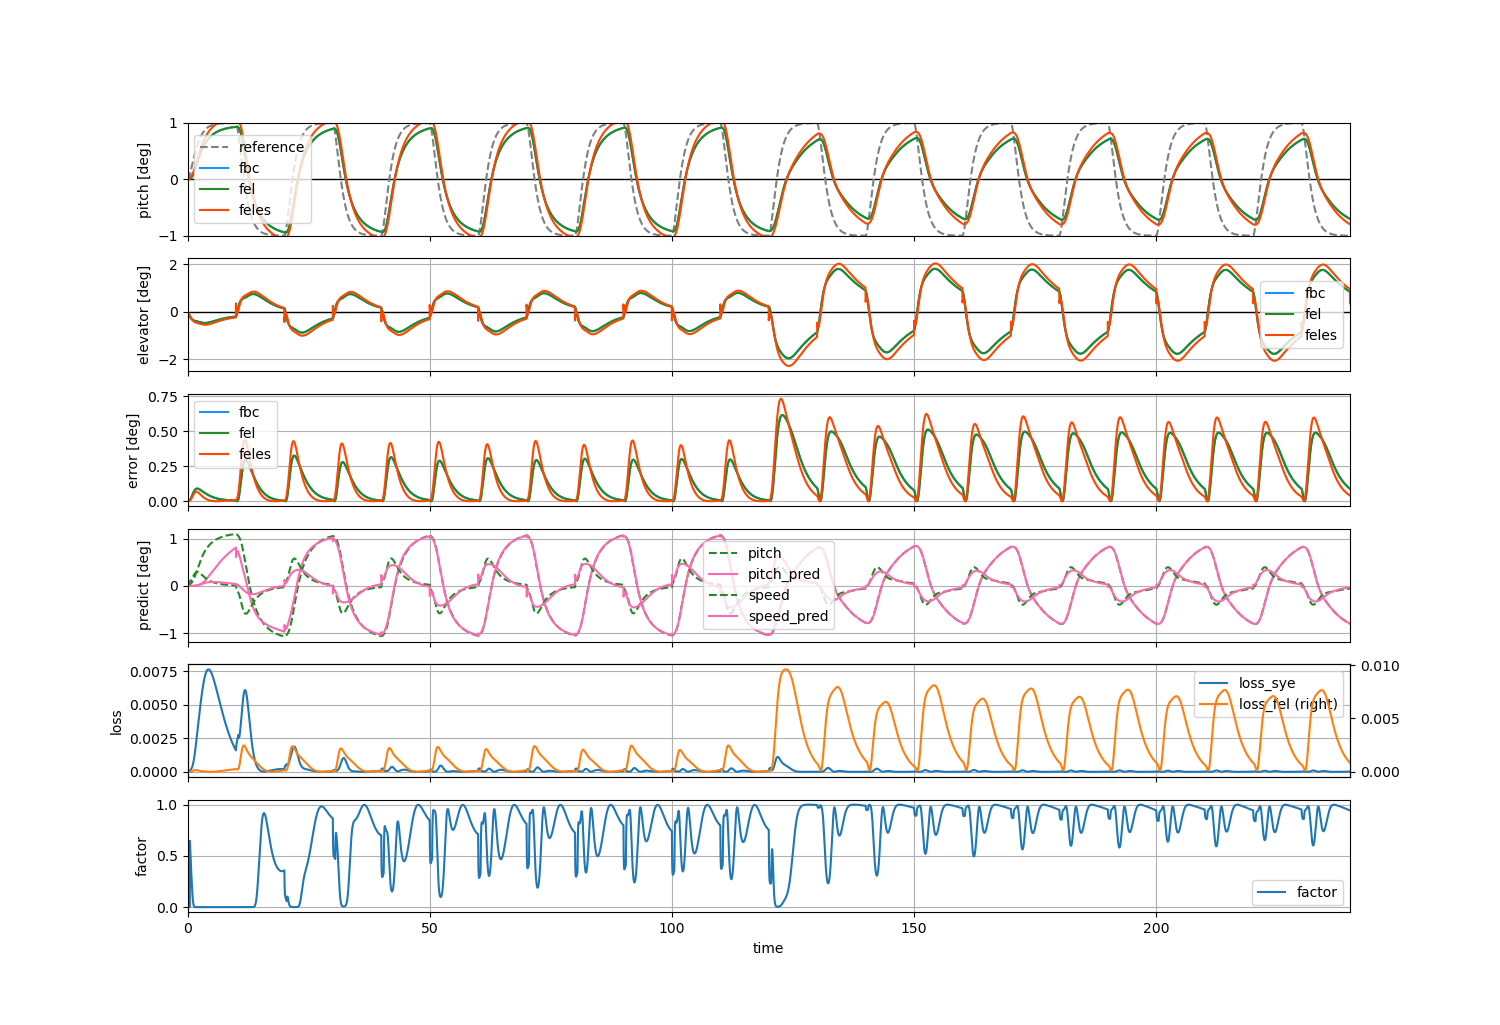 1
0
−1
pitch [deg]
reference
fbc
fel
feles
2
0
−2
elevator [deg]
fbc
fel
feles
0.75
0.50
0.25
0.00
error [deg]
fbc
fel
feles
1
0
−1
predict [deg]
pitch
pitch_pred
speed
speed_pred
0.0075
0.0050
0.0025
0.0000
loss
loss_sye
loss_fel (right)
0.010
0.005
0.000
1.0
0.5
0.0
factor
factor
0 50 100 150 200
time